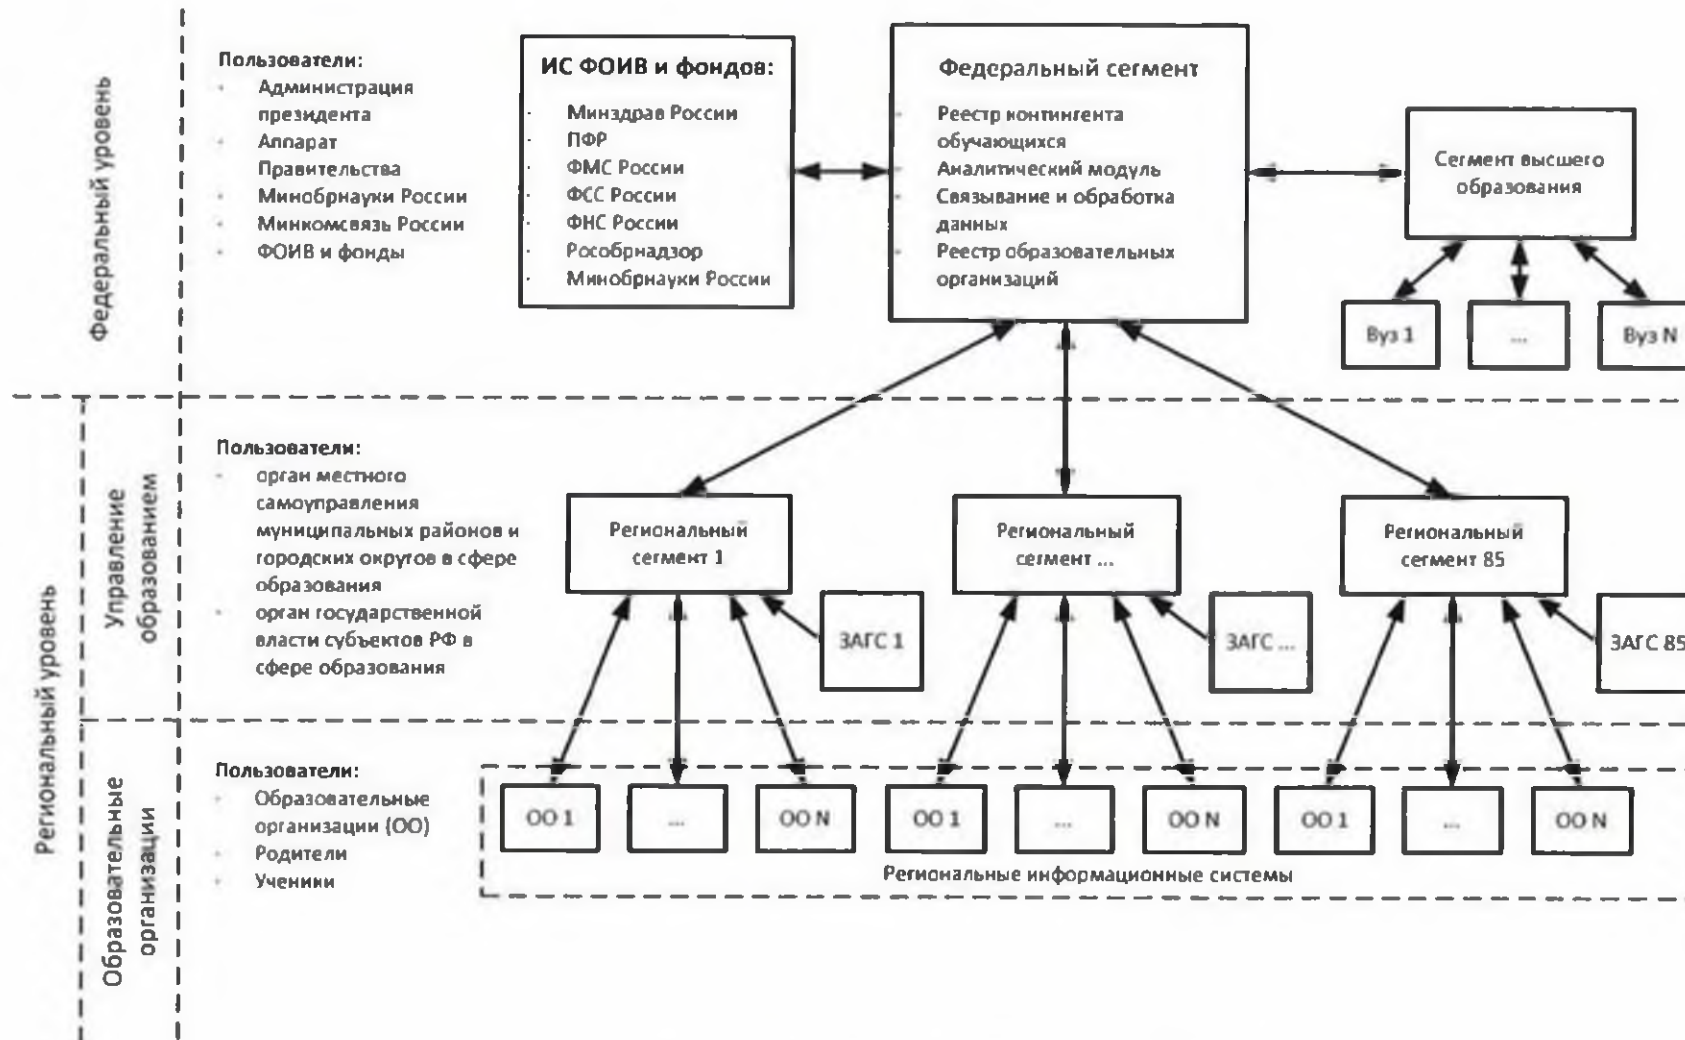 Федеральный уровень
Пользователи:
- Администрация
президента
- Аппарат
Правительства
- Минобрнауки России
- Минкомсвязь России
- ФОИВ и фонды
ИС ФОИВ и фондов:
- Минздрав России
- ПФР
- ФМС России
- ФСС России
- ФНС России
- Рособрнадзор
- Минобрнауки России
Федеральный сегмент
- Реестр контингента
обучающихся
- Аналитический модуль
- Связывание и обработка
данных
- Реестр образовательных
организаций
Сегмент высшего
образования
Вуз 1
...
Вуз N
Региональный уровень
Управление
образованием
Пользователи:
- орган местного
самоуправления
муниципальных районов и
городских округов в сфере
образования
- орган государственной
власти субъектов РФ в
сфере образования
Региональный
сегмент 1
Региональный
сегмент ...
Региональный
сегмент 85
ЗАГС 1
ЗАГС ...
ЗАГС 85
Образовательные
организации
Пользователи:
- Образовательные
организации (ОО)
- Родители
- Ученики
ОО 1
...
ОО N
ОО 1
...
ОО N
ОО 1
...
ОО N
Региональные информационные системы